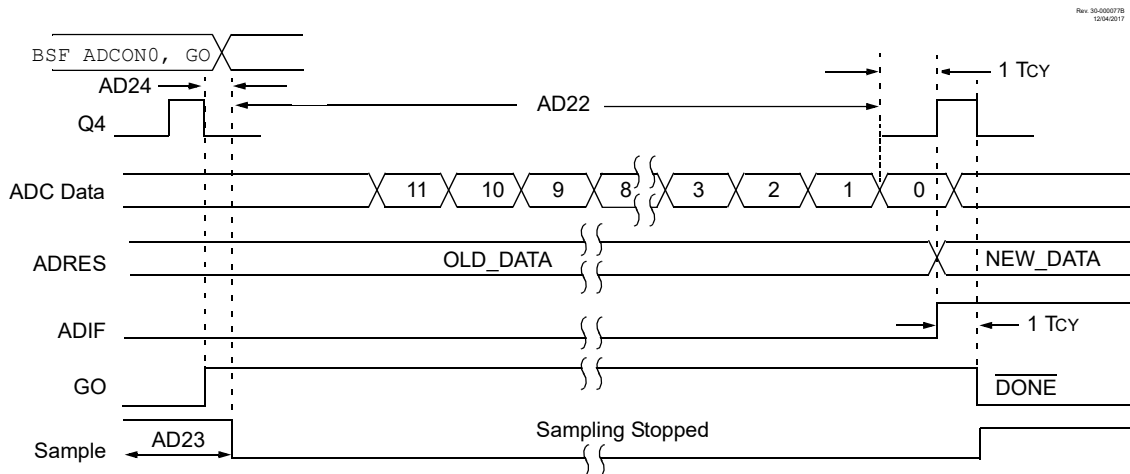 Rev. 30-000077B
12/04/2017
BSF ADCON0, GO
AD24
1 TCY
AD22
Q4
ADC Data
11 10 9 8 3 2 1 0
ADRES
OLD_DATA
NEW_DATA
ADIF
1 TCY
GO
DONE
Sampling Stopped
AD23
Sample